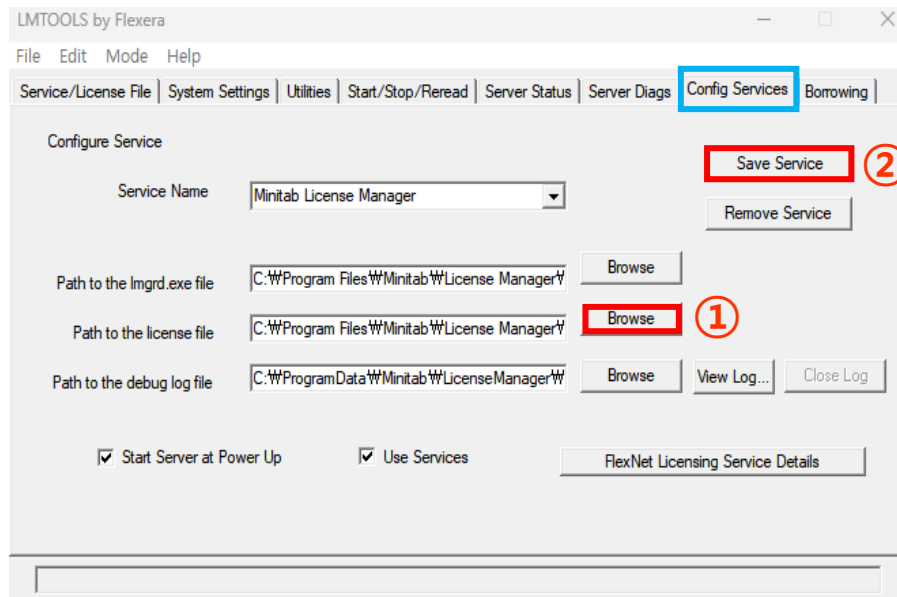 LMTOOLS by Flexera
File Edit Mode Help
Service/License File System Settings Utilities Start/Stop/Reread Server Status Server Diags Config Services Borrowing
Configure Service
Save Service ②
Service Name Minitab License Manager
Remove Service
Path to the lmgrd.exe file C:₩Program Files₩Minitab₩License Manager₩ Browse
Path to the license file C:₩Program Files₩Minitab₩License Manager₩ Browse ①
Path to the debug log file C:₩ProgramData₩Minitab₩LicenseManager₩ Browse View Log... Close Log
Start Server at Power Up Use Services FlexNet Licensing Service Details